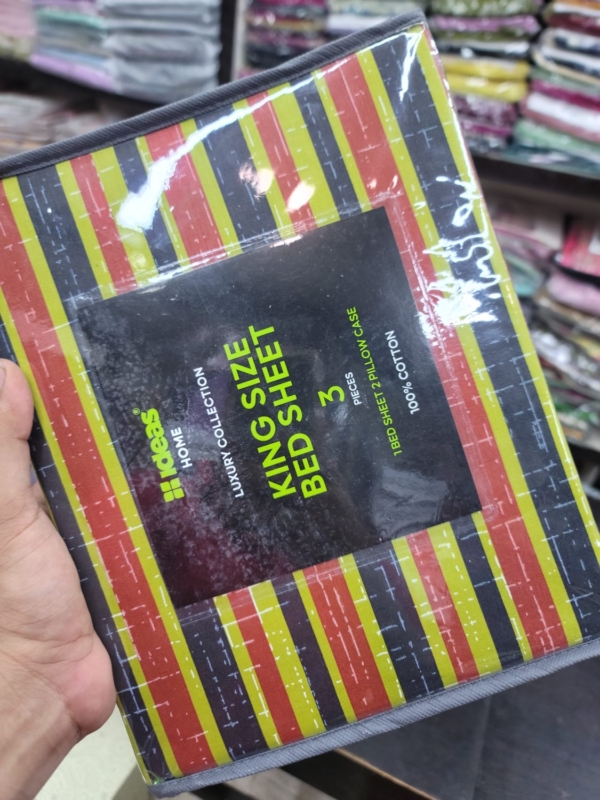 ideas®
HOME
LUXURY COLLECTION
KING SIZE
BED SHEET
3
PIECES
1 BED SHEET 2 PILLOW CASE
100% COTTON